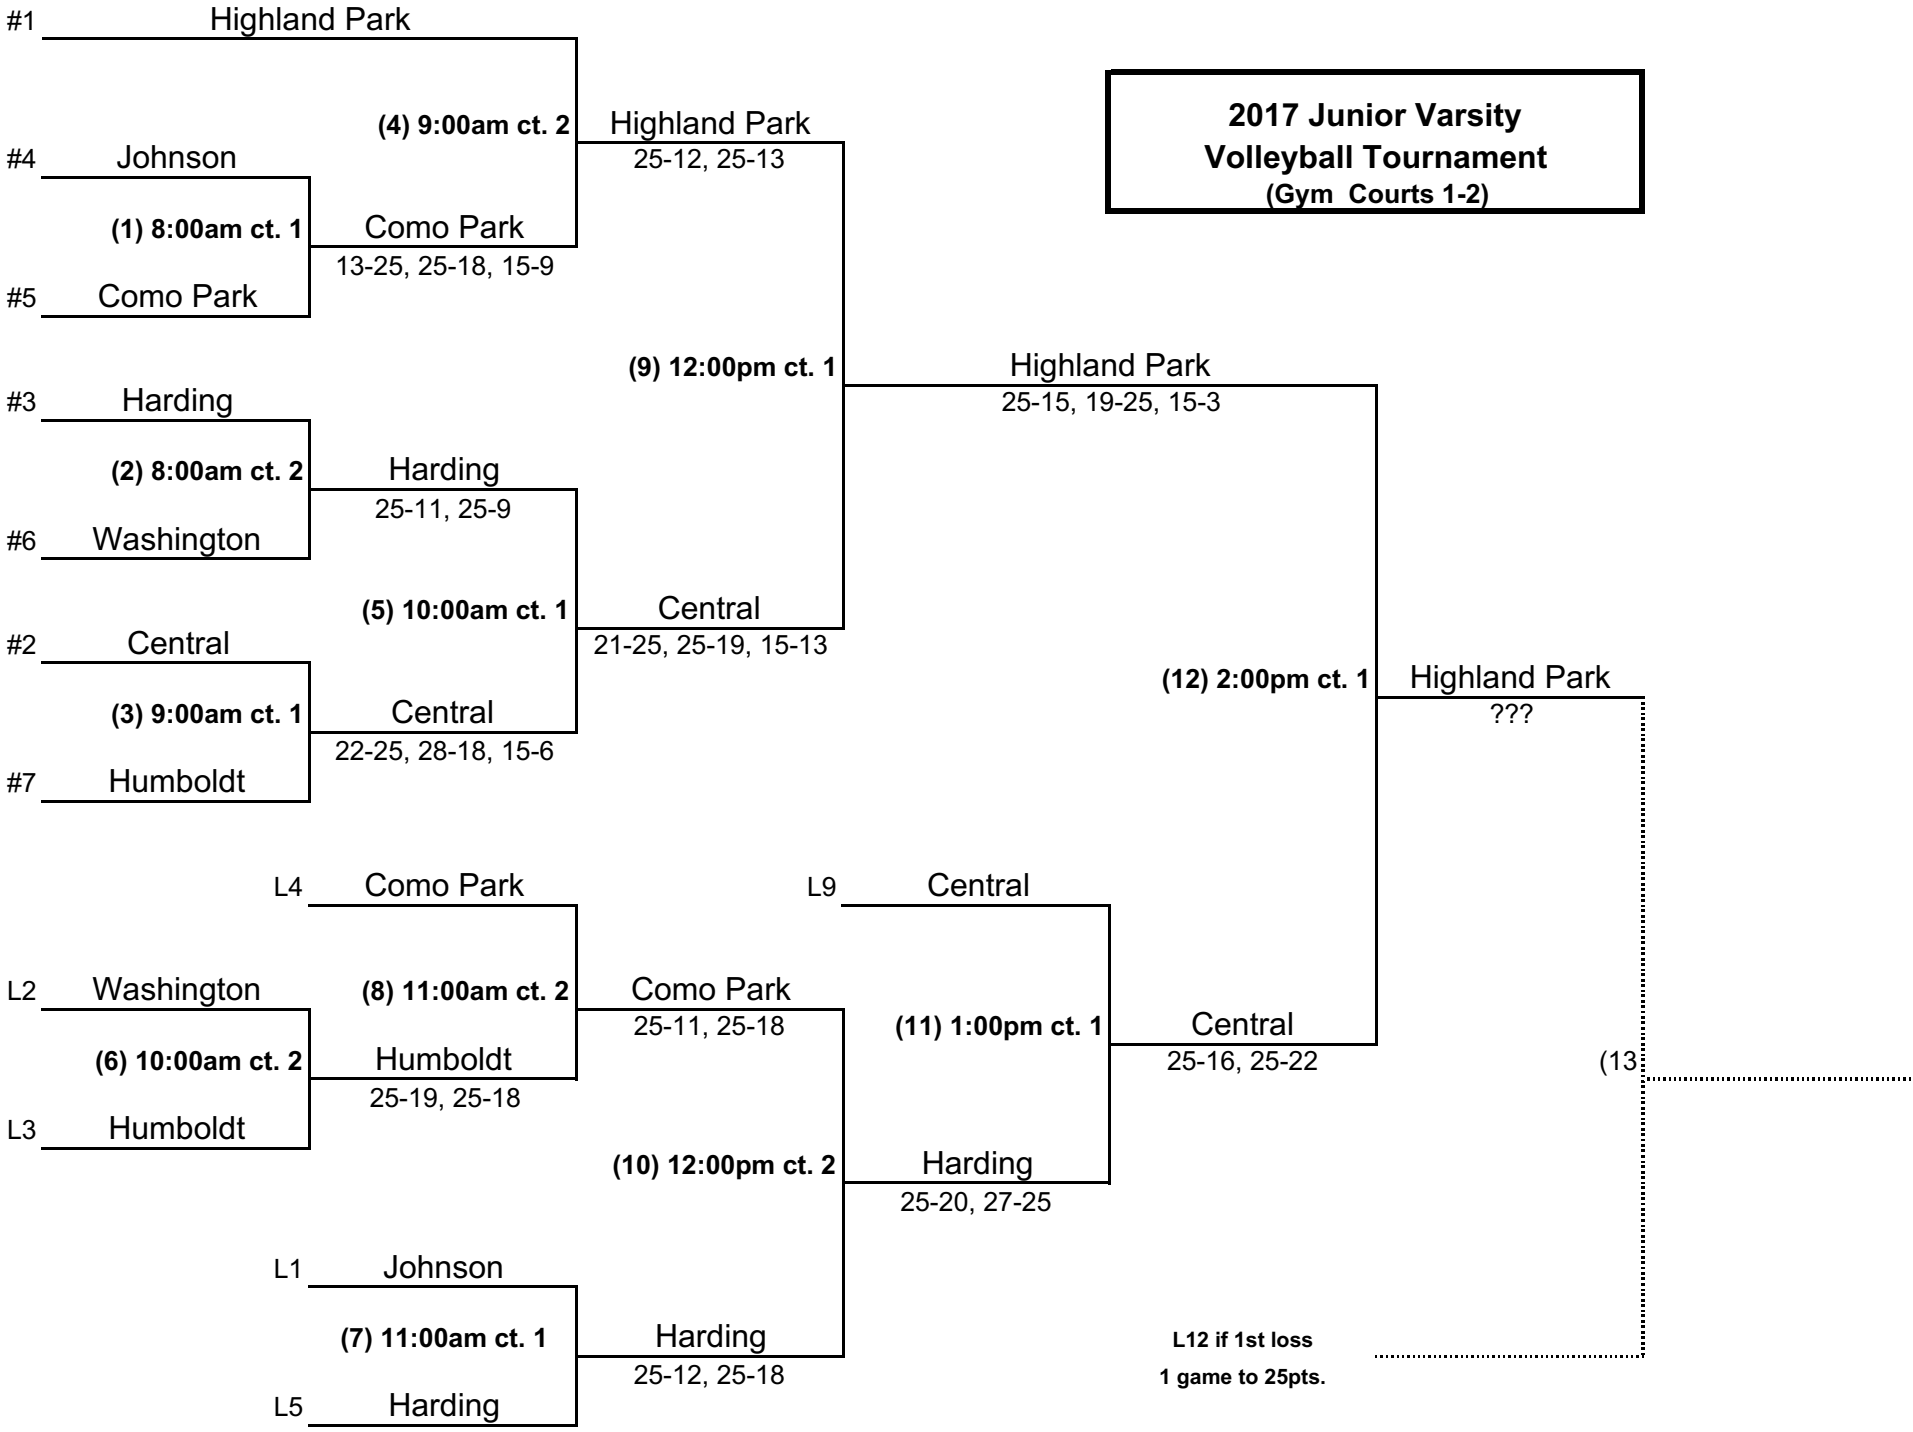 #1 Highland Park
2017 Junior Varsity
Volleyball Tournament
(Gym Courts 1-2)
(4) 9:00am ct. 2 Highland Park
25-12, 25-13
#4 Johnson
(1) 8:00am ct. 1 Como Park
13-25, 25-18, 15-9
#5 Como Park
(9) 12:00pm ct. 1 Highland Park
25-15, 19-25, 15-3
#3 Harding
(2) 8:00am ct. 2 Harding
25-11, 25-9
#6 Washington
(5) 10:00am ct. 1 Central
21-25, 25-19, 15-13
#2 Central
(12) 2:00pm ct. 1 Highland Park
???
(3) 9:00am ct. 1 Central
22-25, 28-18, 15-6
#7 Humboldt
L4 Como Park
L9 Central
L2 Washington
(8) 11:00am ct. 2 Como Park
25-11, 25-18
(11) 1:00pm ct. 1 Central
25-16, 25-22
(6) 10:00am ct. 2 Humboldt
25-19, 25-18
(13
L3 Humboldt
(10) 12:00pm ct. 2 Harding
25-20, 27-25
L1 Johnson
(7) 11:00am ct. 1 Harding
25-12, 25-18
L12 if 1st loss
1 game to 25pts.
L5 Harding